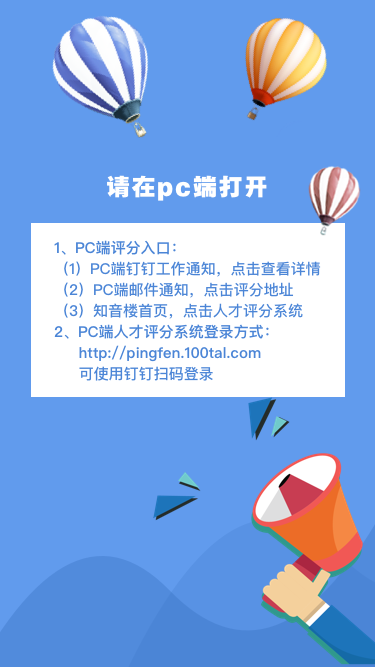 请在pc端打开
1、PC端评分入口：
（1）PC端钉钉工作通知，点击查看详情
（2）PC端邮件通知，点击评分地址
（3）知音楼首页，点击人才评分系统
2、PC端人才评分系统登录方式：
http://pingfen.100tal.com
可使用钉钉扫码登录